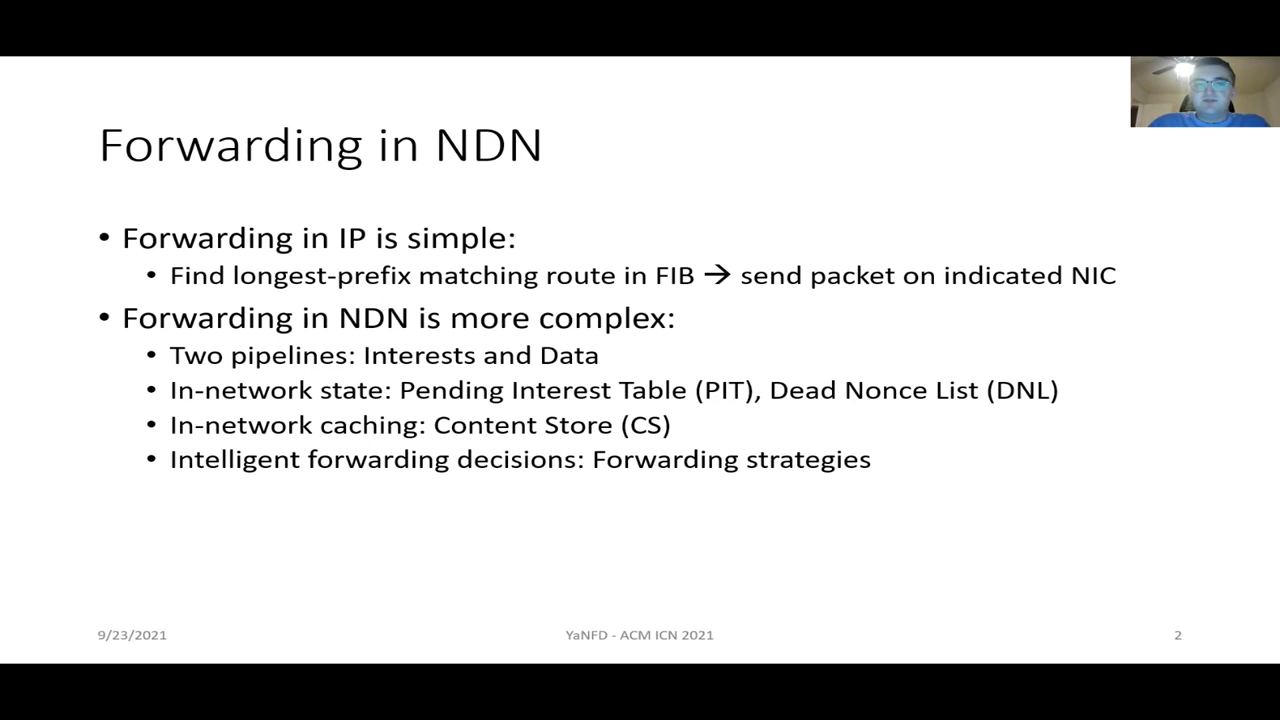 Forwarding in NDN
• Forwarding in IP is simple:
• Find longest-prefix matching route in FIB → send packet on indicated NIC
• Forwarding in NDN is more complex:
• Two pipelines: Interests and Data
• In-network state: Pending Interest Table (PIT), Dead Nonce List (DNL)
• In-network caching: Content Store (CS)
• Intelligent forwarding decisions: Forwarding strategies
9/23/2021
YaNFD - ACM ICN 2021
2